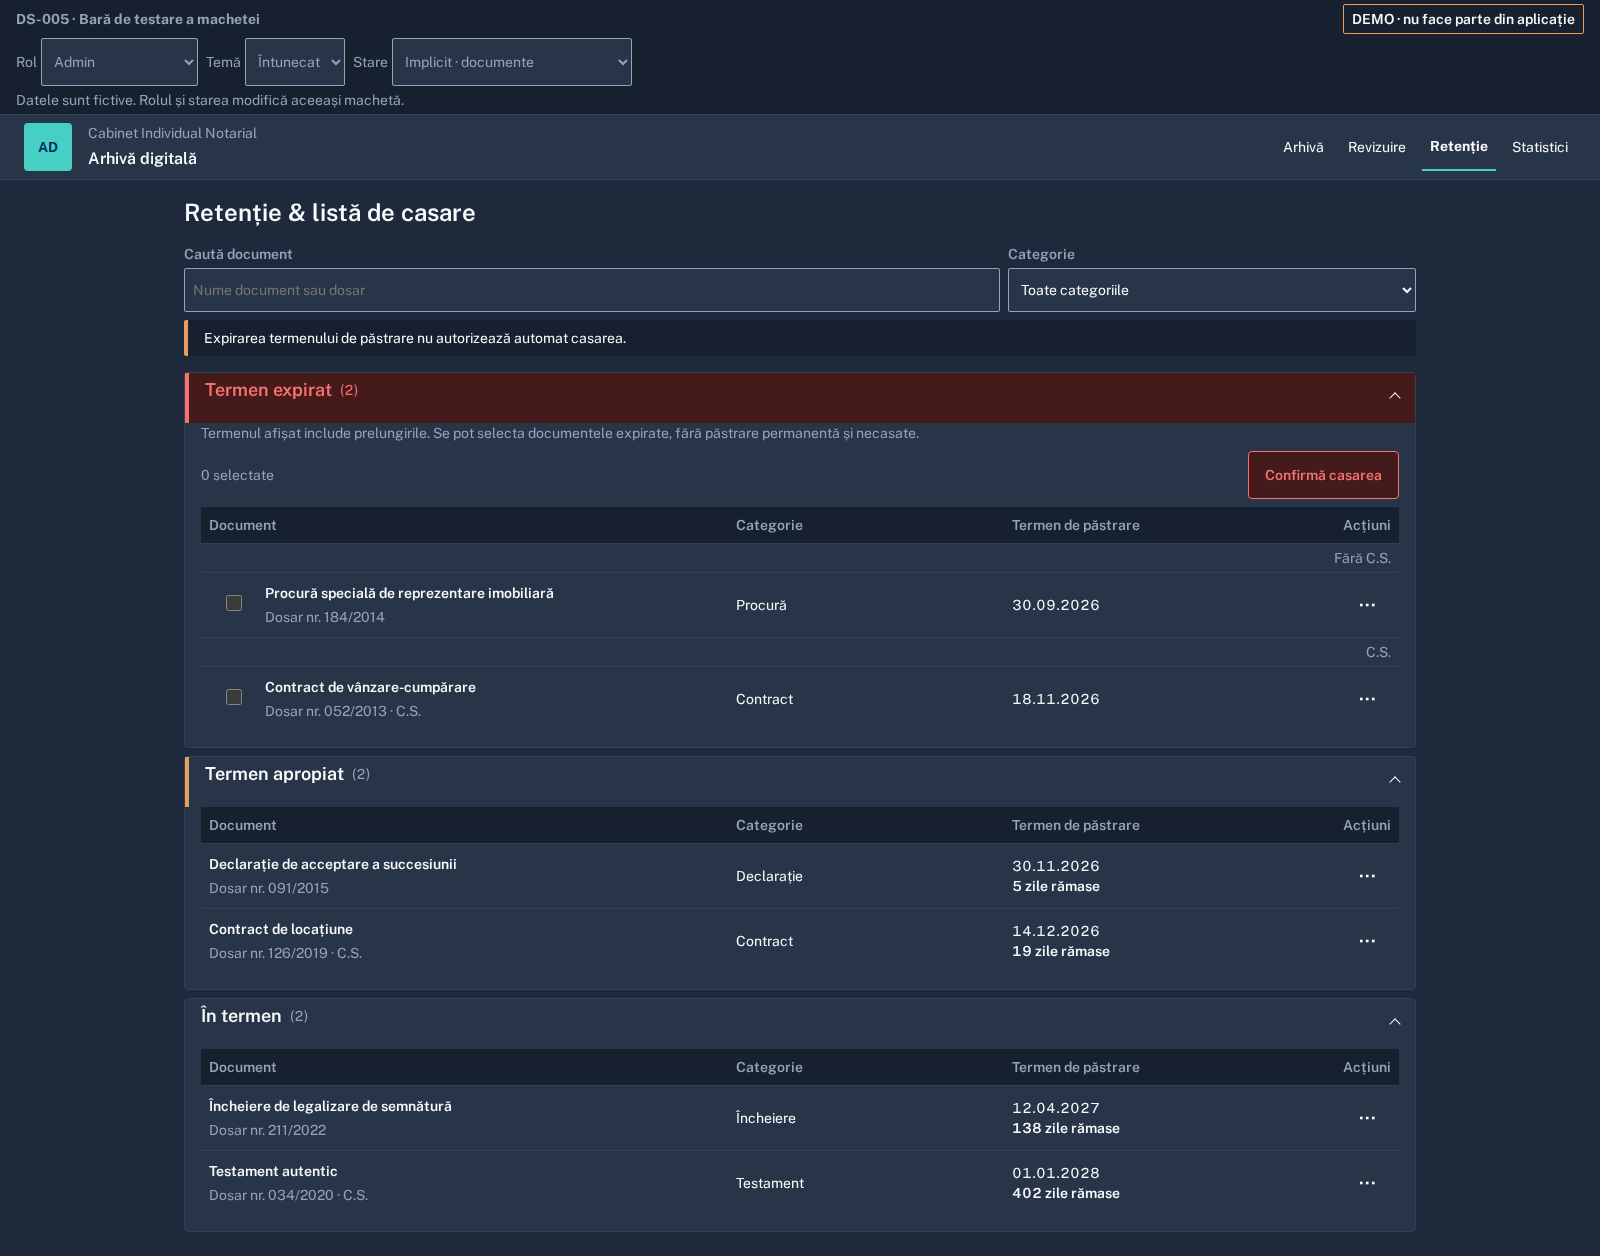 DS-005 · Bară de testare a machetei
DEMO · nu face parte din aplicație
Rol Admin Temă Întunecat Stare Implicit · documente
Datele sunt fictive. Rolul și starea modifică aceeași machetă.
AD
Cabinet Individual Notarial
Arhivă digitală
Arhivă Revizuire Retenție Statistici
Retenție & listă de casare
Caută document Categorie
Nume document sau dosar Toate categoriile
Expirarea termenului de păstrare nu autorizează automat casarea.
Termen expirat (2)
Termenul afișat include prelungirile. Se pot selecta documentele expirate, fără păstrare permanentă și necasate.
0 selectate Confirmă casarea
Document Categorie Termen de păstrare Acțiuni
Fără C.S.
Procură specială de reprezentare imobiliară
Dosar nr. 184/2014
Procură 30.09.2026 ···
C.S.
Contract de vânzare-cumpărare
Dosar nr. 052/2013 · C.S.
Contract 18.11.2026 ···
Termen apropiat (2)
Document Categorie Termen de păstrare Acțiuni
Declarație de acceptare a succesiunii
Dosar nr. 091/2015
Declarație
30.11.2026
5 zile rămase
···
Contract de locațiune
Dosar nr. 126/2019 · C.S.
Contract
14.12.2026
19 zile rămase
···
În termen (2)
Document Categorie Termen de păstrare Acțiuni
Încheiere de legalizare de semnătură
Dosar nr. 211/2022
Încheiere
12.04.2027
138 zile rămase
···
Testament autentic
Dosar nr. 034/2020 · C.S.
Testament
01.01.2028
402 zile rămase
···